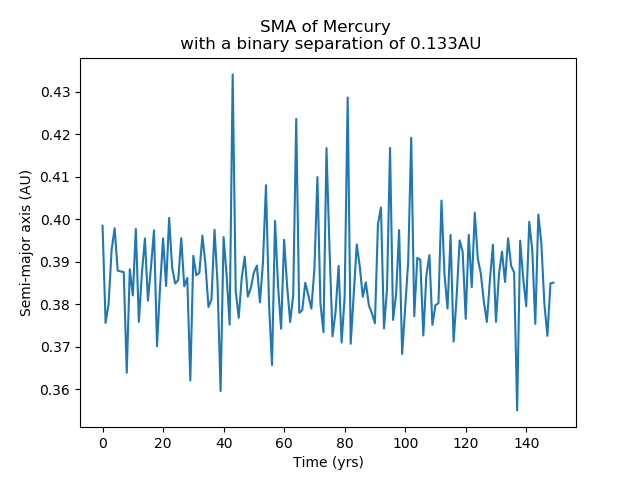 SMA of Mercury
with a binary separation of 0.133AU
0.43
0.42
0.41
0.40
0.39
0.38
0.37
0.36
Semi-major axis (AU)
0 20 40 60 80 100 120 140
Time (yrs)